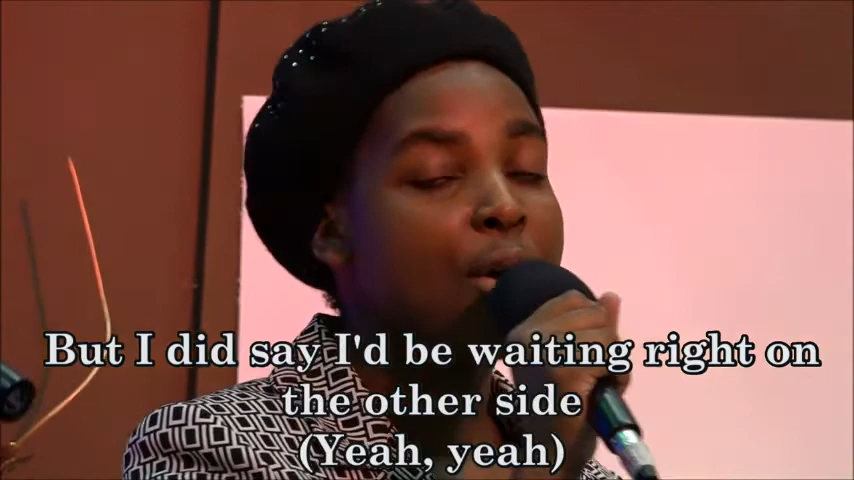 But I did say I'd be waiting right on
the other side
(Yeah, yeah)